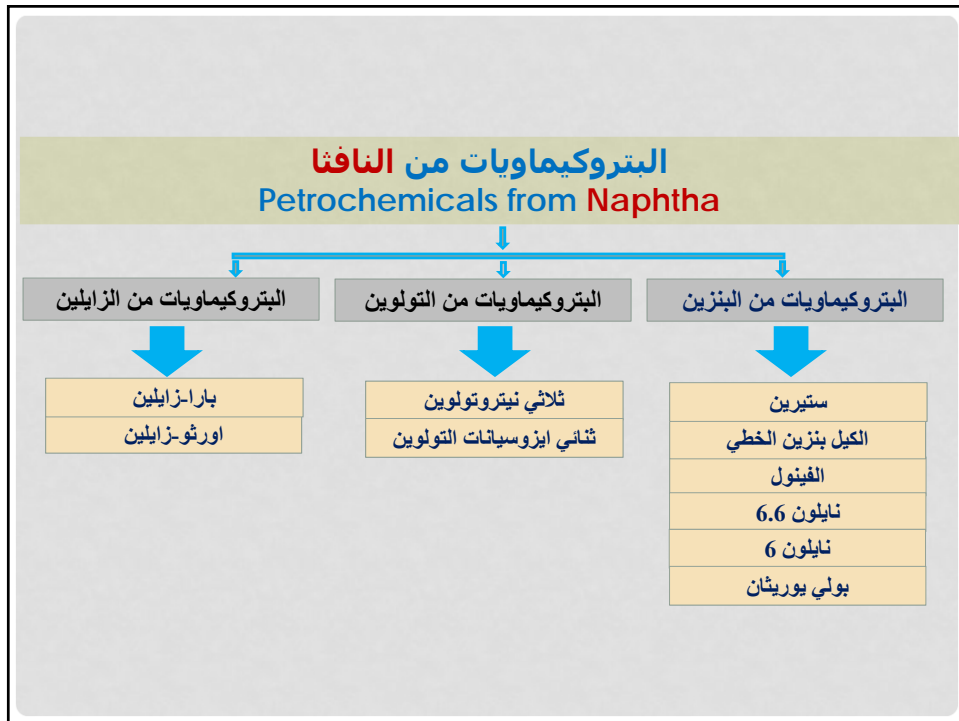 البتروكيماويات من النافثا
Petrochemicals from Naphtha
البتروكيماويات من البنزين
ستيرين
الكيل بنزين الخطي
الفينول
نايلون 6.6
نايلون 6
بولي يوريثان
البتروكيماويات من التولوين
ثلاثي نيتروتولوين
ثنائي ايزوسيانات التولوين
البتروكيماويات من الزايلين
بارا-زايلين
اورثو-زايلين